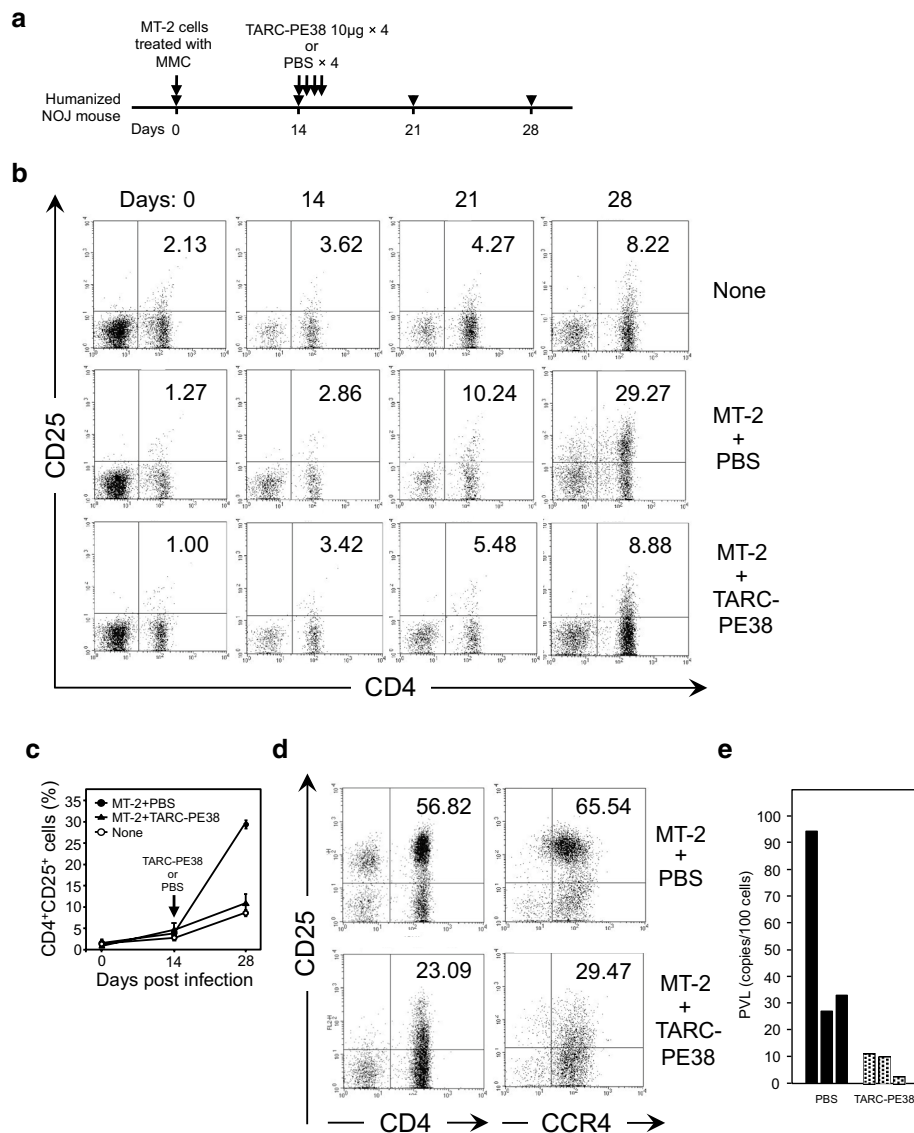 a
MT-2 cells
treated with
MMC
TARC-PE38 10µg × 4
or
PBS × 4
Humanized
NOJ mouse
Days 0 14 21 28
b
Days: 0 14 21 28
2.13 3.62 4.27 8.22
None
1.27 2.86 10.24 29.27
MT-2
+
PBS
1.00 3.42 5.48 8.88
MT-2
+
TARC-
PE38
CD25
CD4
c
CD4+CD25+ cells (%)
35
30
25
20
15
10
5
0
MT-2+PBS
MT-2+TARC-PE38
None
TARC-PE38
or
PBS
0 14 28
Days post infection
d
CD25
56.82 65.54
MT-2
+
PBS
23.09 29.47
MT-2
+
TARC-
PE38
FL2-H
CD4 CCR4
e
PVL (copies/100 cells)
100
90
80
70
60
50
40
30
20
10
0
PBS TARC-PE38